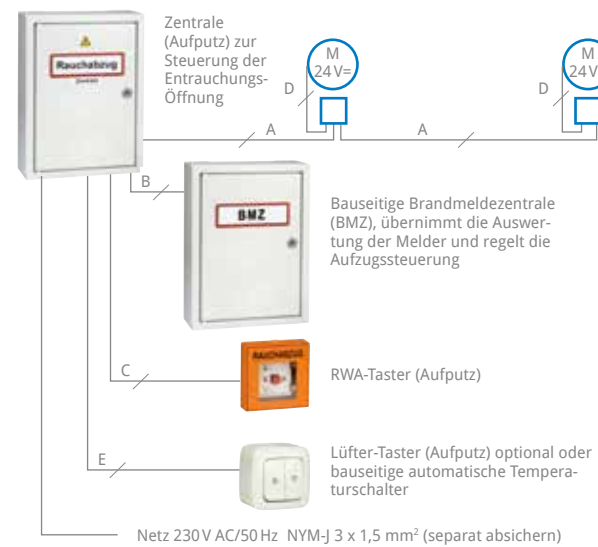 Zentrale
(Aufputz) zur
Steuerung der
Entrauchungs-
Öffnung
Rauchabzug
M
24 V=
D
A
M
24 V
D
A
B
BMZ
Bauseitige Brandmeldezentrale
(BMZ), übernimmt die Auswer-
tung der Melder und regelt die
Aufzugssteuerung
C
RAUCHABZUG
RWA-Taster (Aufputz)
E
Lüfter-Taster (Aufputz) optional oder
bauseitige automatische Tempera-
turschalter
Netz 230 V AC/50 Hz NYM-J 3 x 1,5 mm² (separat absichern)